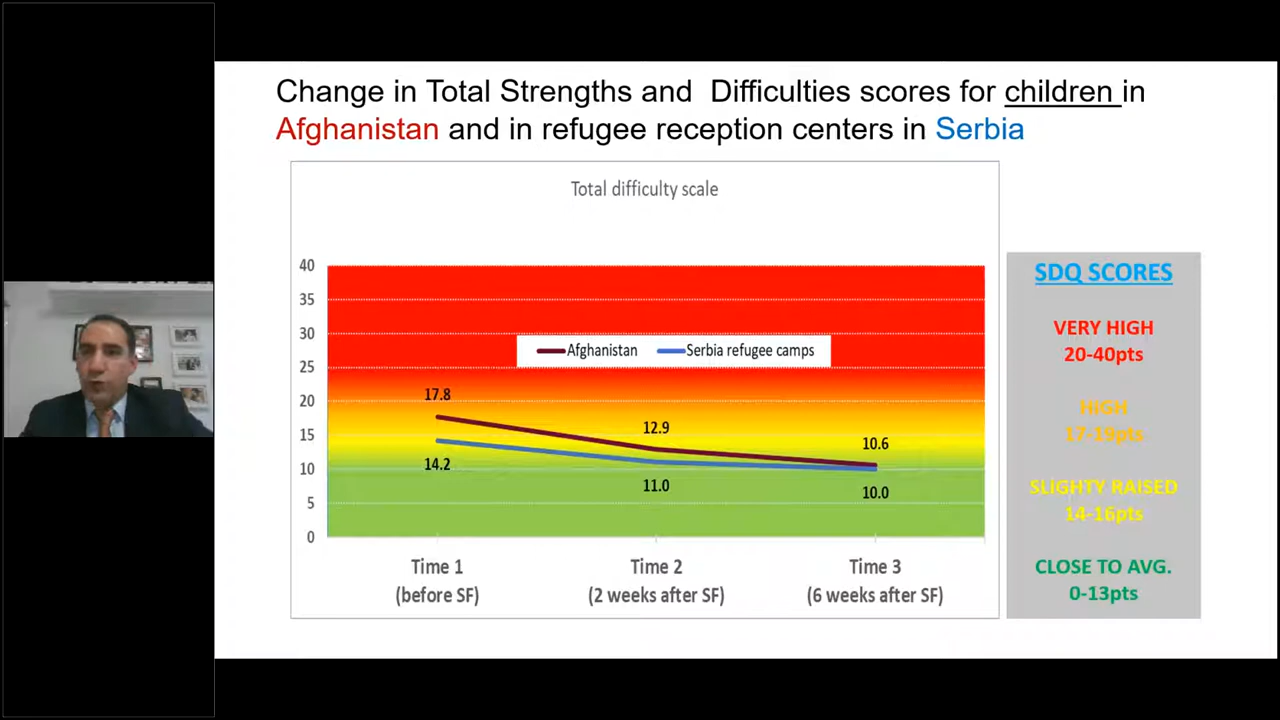 Change in Total Strengths and Difficulties scores for children in
Afghanistan and in refugee reception centers in Serbia
Total difficulty scale
40
35
30
25
20
15
10
5
0
Afghanistan
Serbia refugee camps
17.8
12.9
10.6
14.2
11.0
10.0
Time 1
(before SF)
Time 2
(2 weeks after SF)
Time 3
(6 weeks after SF)
SDQ SCORES
VERY HIGH
20-40pts
HIGH
17-19pts
SLIGHTY RAISED
14-16pts
CLOSE TO AVG.
0-13pts